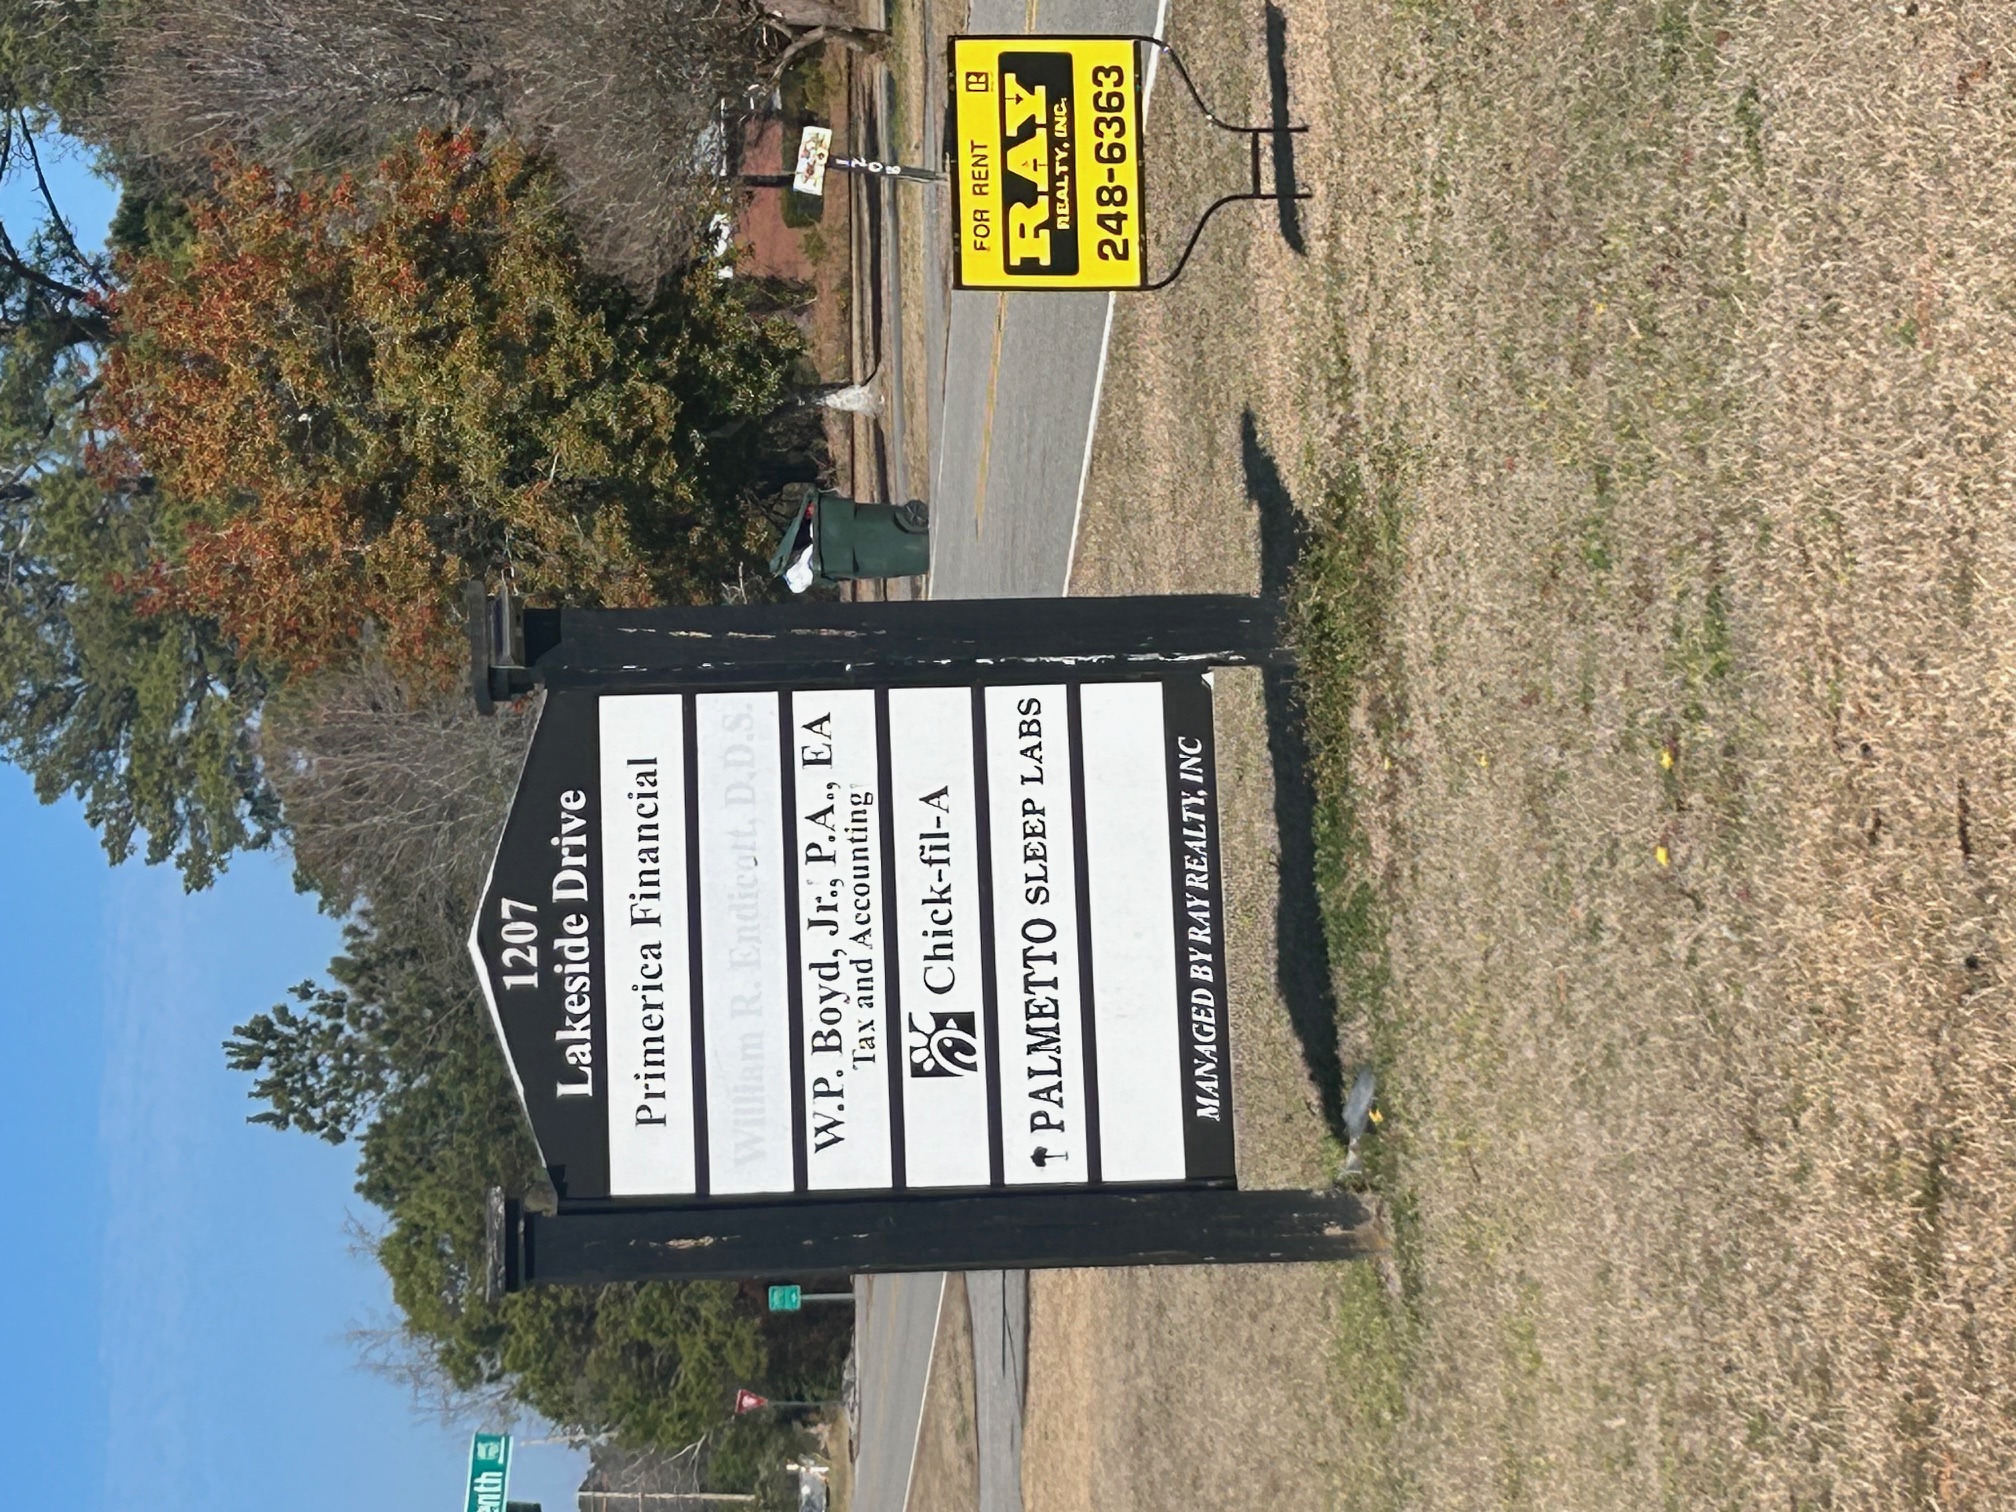 1207
Lakeside Drive
Primerica Financial
William R. Endicott, D.D.S.
W.P. Boyd, Jr., P.A., EA
Tax and Accounting
Chick-fil-A
PALMETTO SLEEP LABS
MANAGED BY RAY REALTY, INC
FOR RENT R
RAY
REALTY, INC.
248-6363